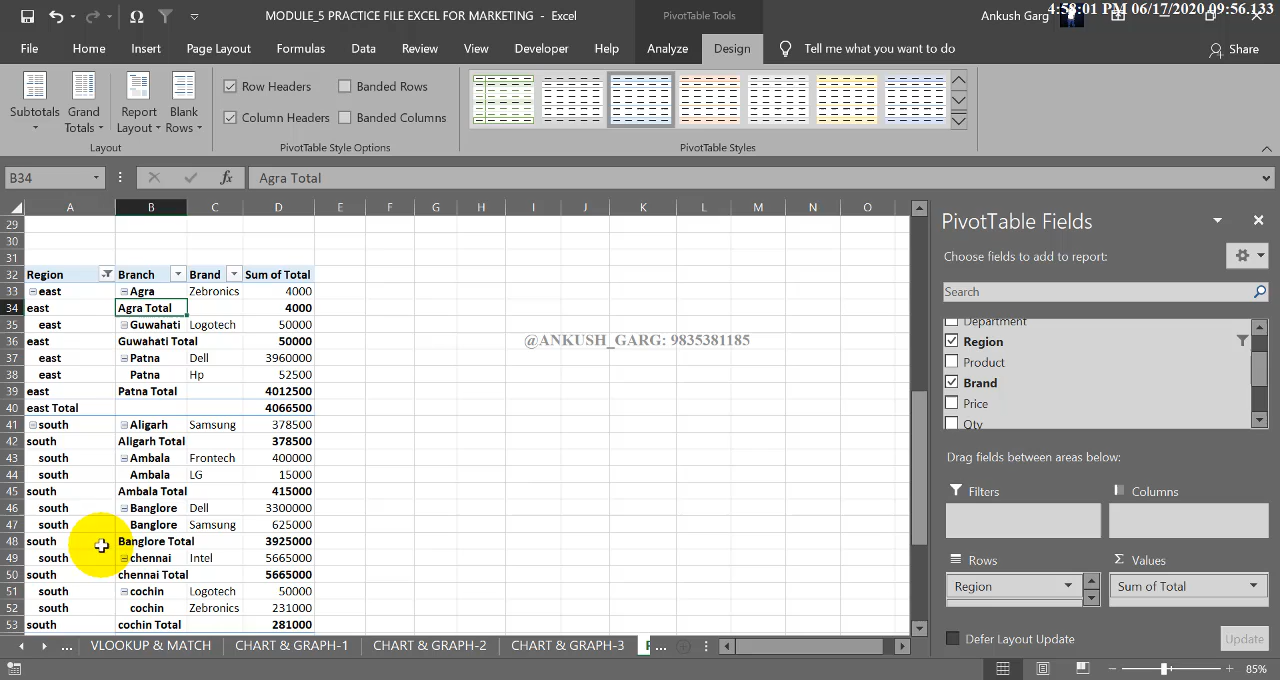 MODULE_5 PRACTICE FILE EXCEL FOR MARKETING - Excel
PivotTable Tools
Ankush Garg
4:58:01 PM 06/17/2020 09:56.133
File Home Insert Page Layout Formulas Data Review View Developer Help Analyze Design Tell me what you want to do Share
Subtotals
Grand Totals
Report Layout
Blank Rows
Layout
Row Headers Banded Rows
Column Headers Banded Columns
PivotTable Style Options
PivotTable Styles
B34 fx Agra Total
A B C D E F G H I J K L M N O
29
30
31
32 Region Branch Brand Sum of Total
33 east Agra Zebronics 4000
34 east Agra Total 4000
35 east Guwahati Logotech 50000
36 east Guwahati Total 50000
37 east Patna Dell 3960000
38 east Patna Hp 52500
39 east Patna Total 4012500
40 east Total 4066500
41 south Aligarh Samsung 378500
42 south Aligarh Total 378500
43 south Ambala Frontech 400000
44 south Ambala LG 15000
45 south Ambala Total 415000
46 south Banglore Dell 3300000
47 south Banglore Samsung 625000
48 south Banglore Total 3925000
49 south chennai Intel 5665000
50 south chennai Total 5665000
51 south cochin Logotech 50000
52 south cochin Zebronics 231000
53 south cochin Total 281000
@ANKUSH_GARG: 9835381185
PivotTable Fields
Choose fields to add to report:
Search
Department
Region
Product
Brand
Price
Qty
Drag fields between areas below:
Filters Columns
Rows Σ Values
Region Sum of Total
Defer Layout Update Update
... VLOOKUP & MATCH CHART & GRAPH-1 CHART & GRAPH-2 CHART & GRAPH-3 ...
85%